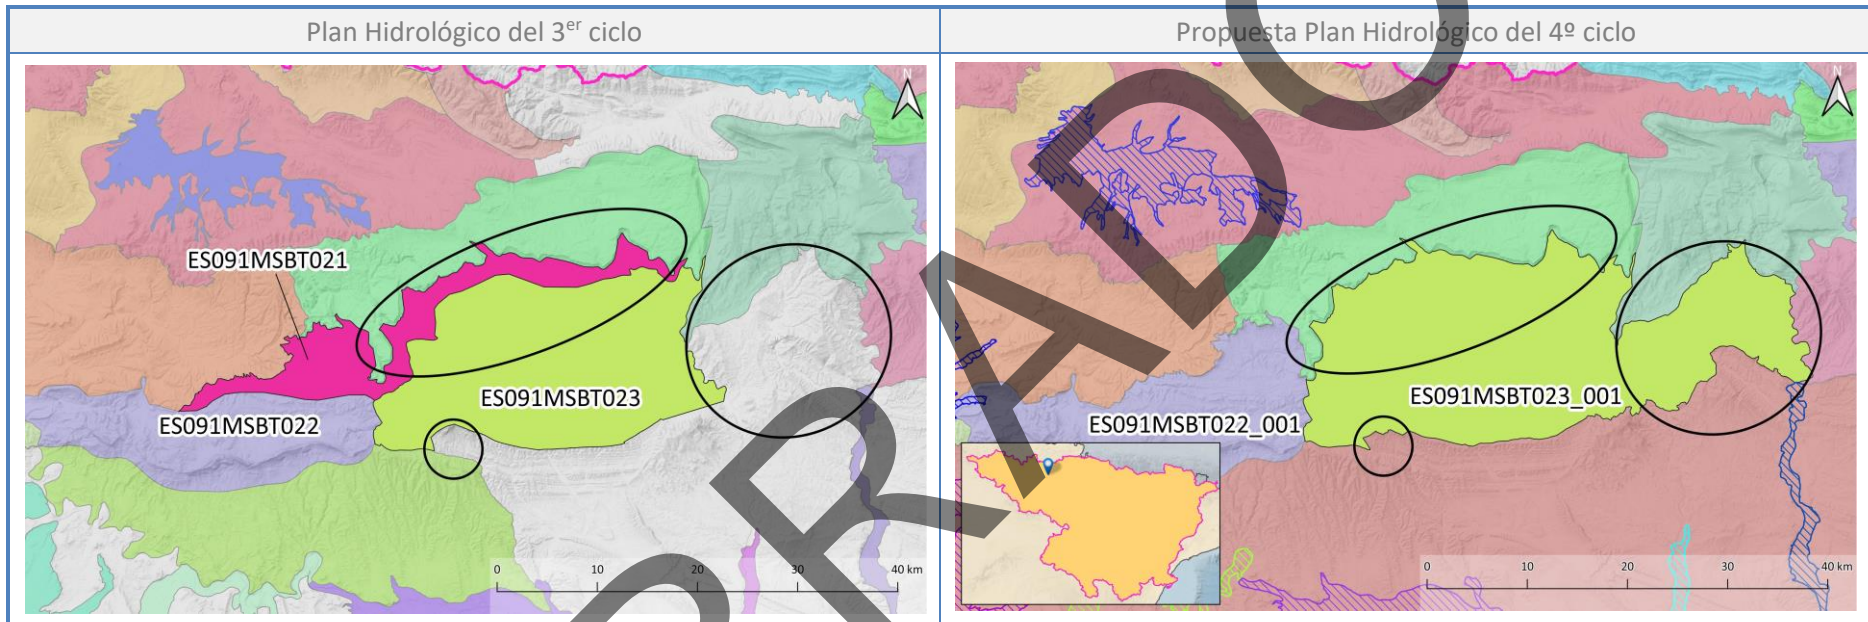 Plan Hidrológico del 3er ciclo
Propuesta Plan Hidrológico del 4º ciclo
N
ES091MSBT021
ES091MSBT023
ES091MSBT022
0 10 20 30 40 km
N
ES091MSBT023_001
ES091MSBT022_001
0 10 20 30 40 km
RADO